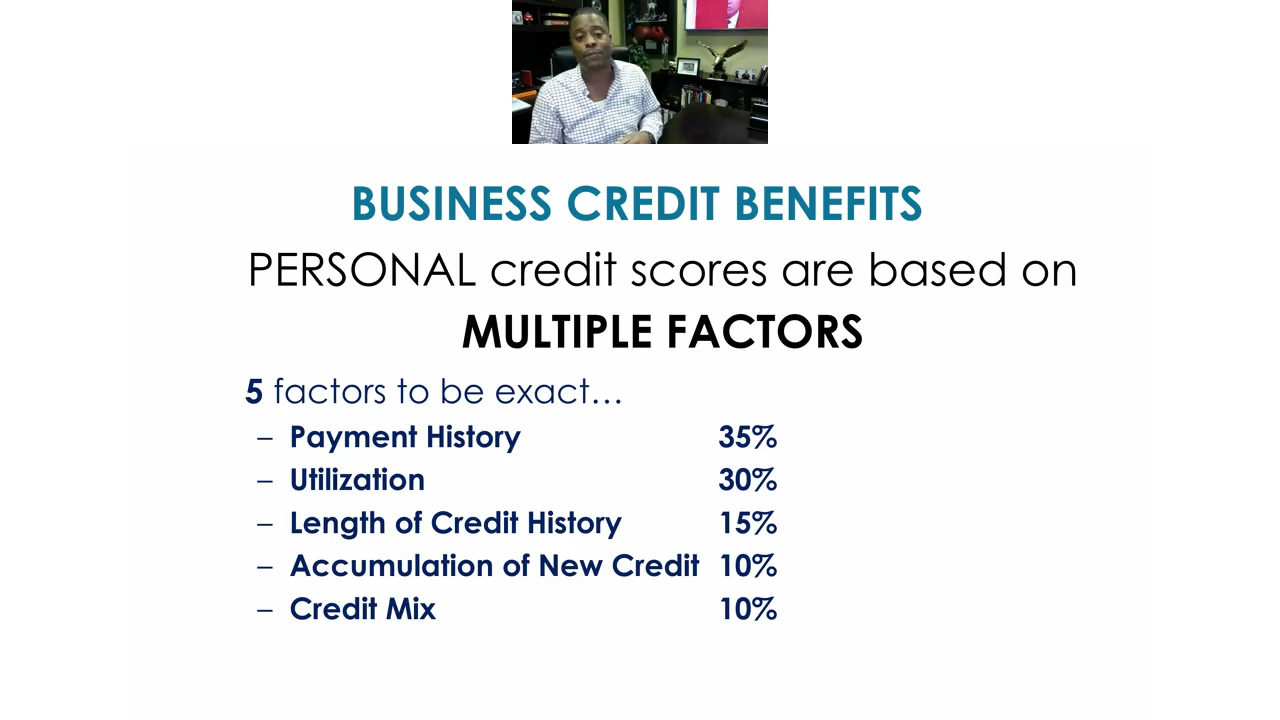 BUSINESS CREDIT BENEFITS
PERSONAL credit scores are based on
MULTIPLE FACTORS
5 factors to be exact...
– Payment History 35%
– Utilization 30%
– Length of Credit History 15%
– Accumulation of New Credit 10%
– Credit Mix 10%